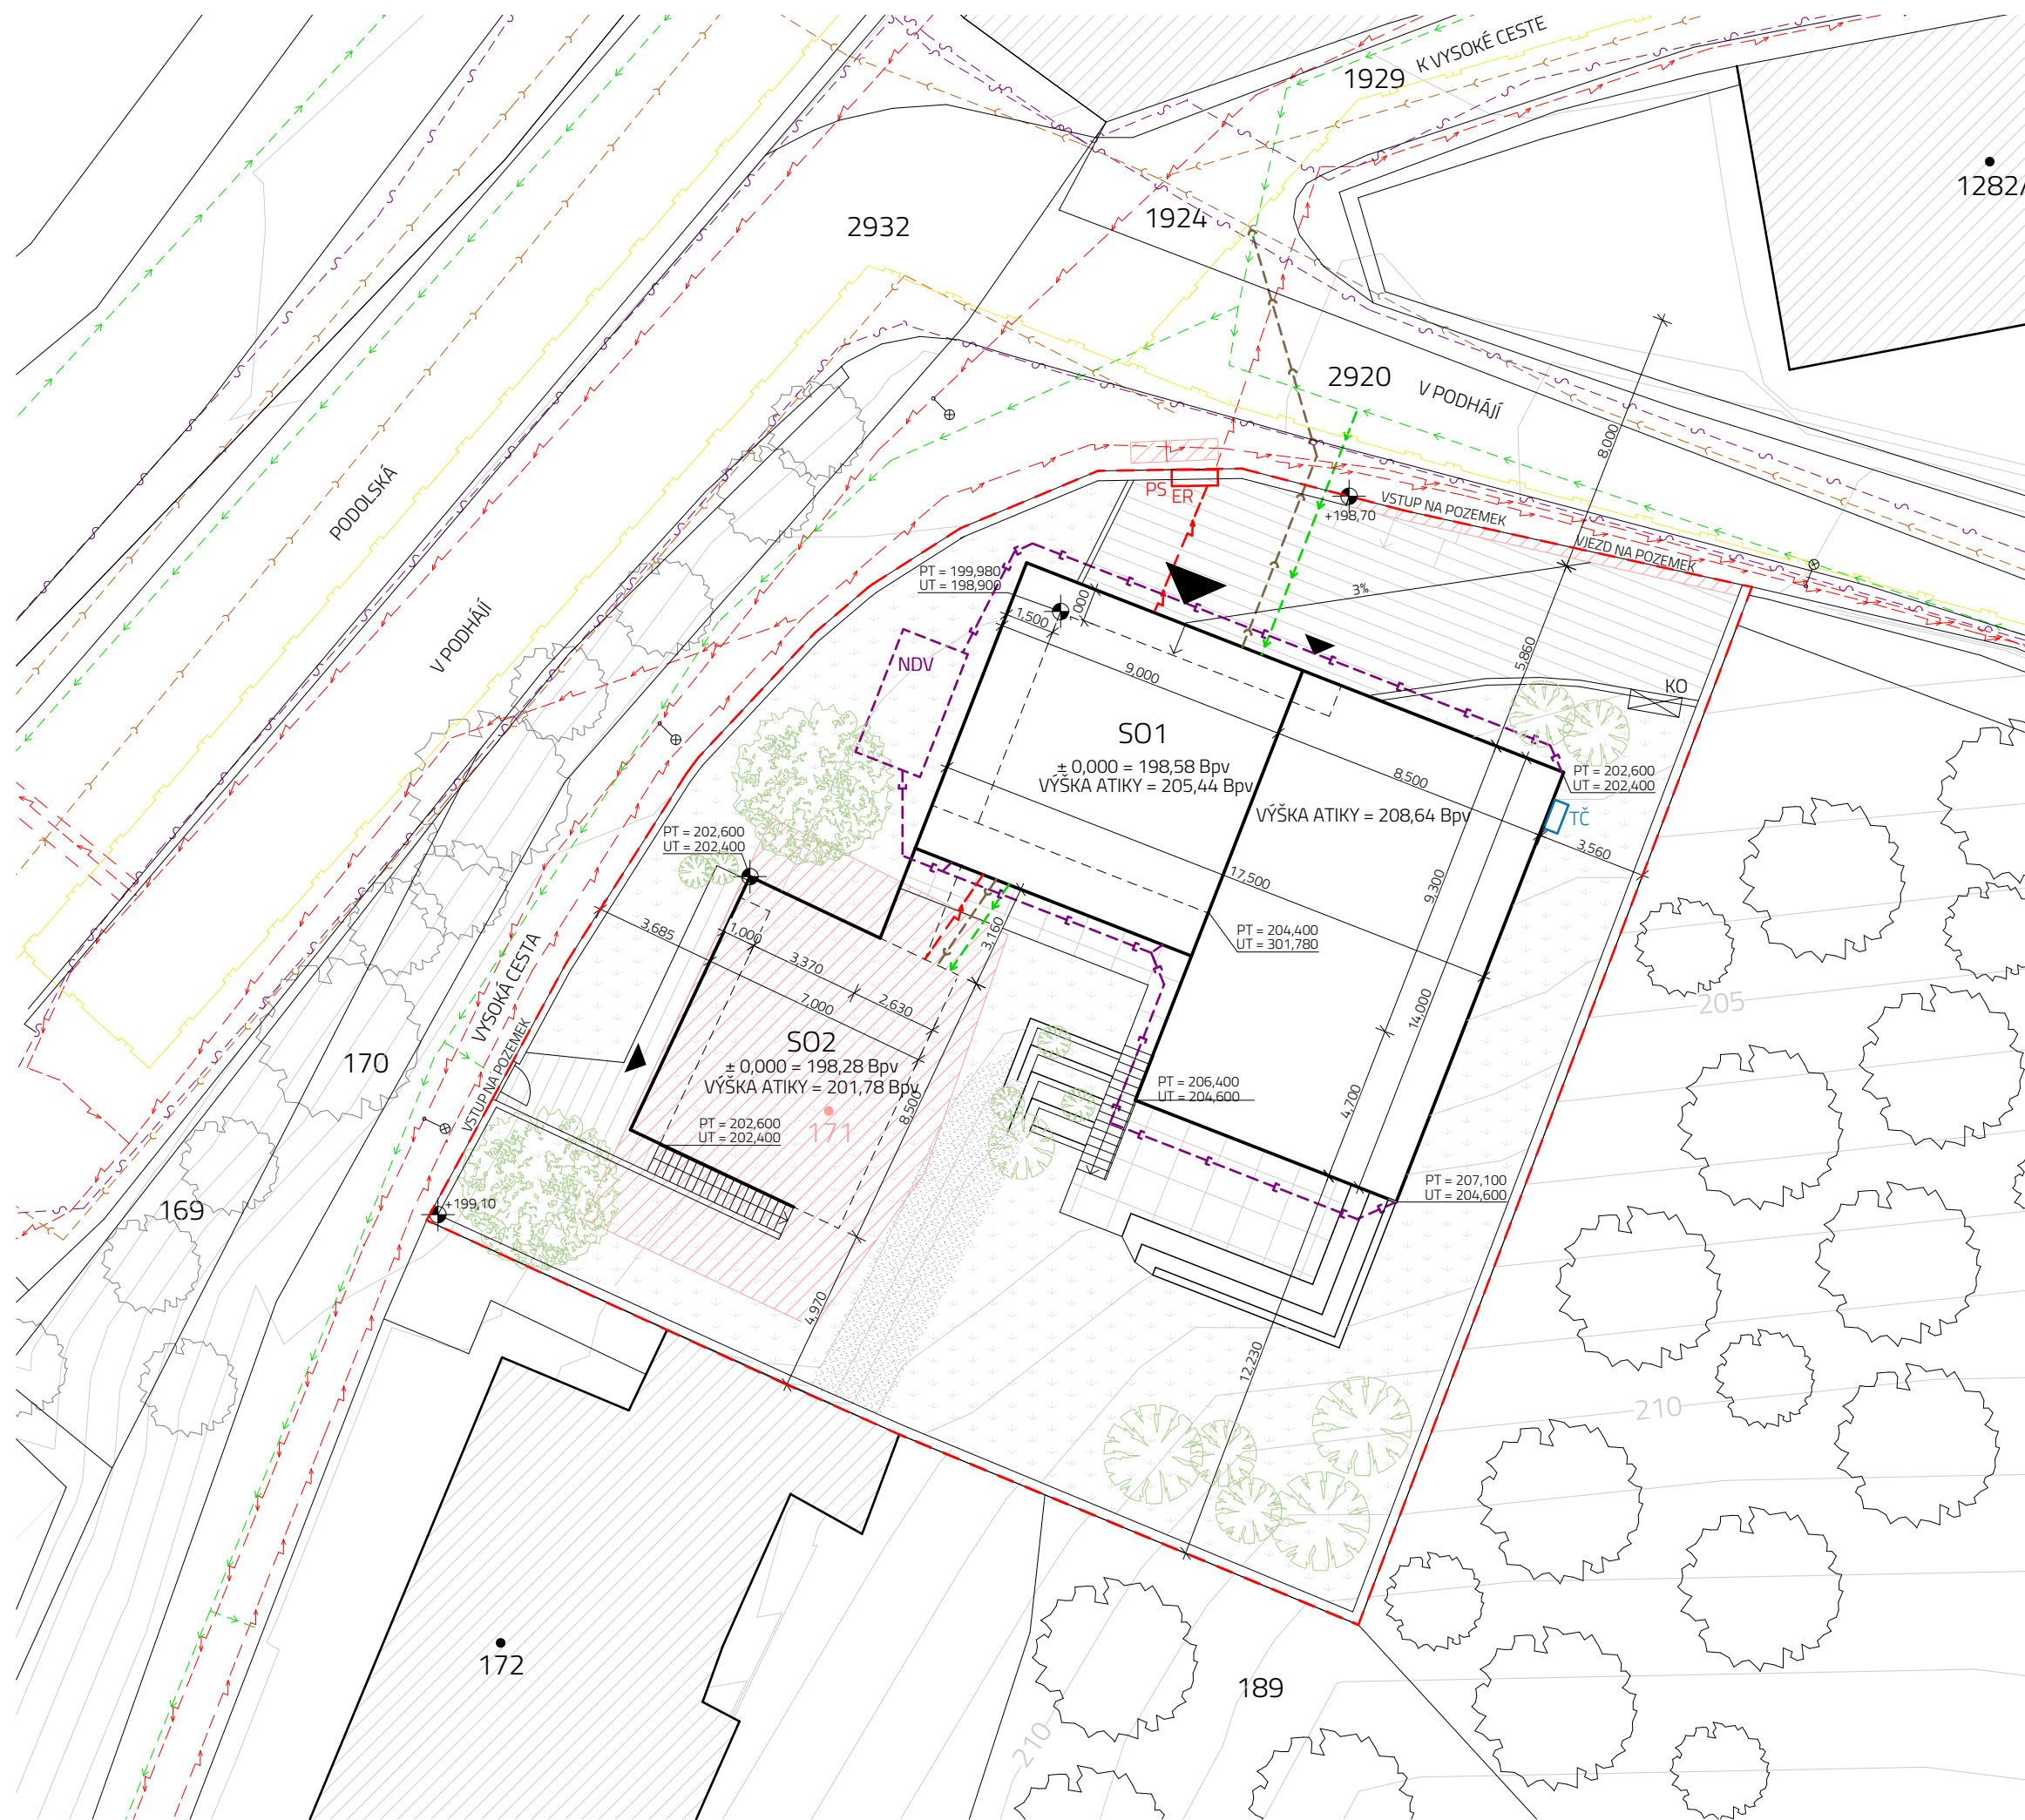 K VYSOKÉ CESTE
1929
1282/
1924
2932
2920
V PODHÁJÍ
8,000
PODOLSKÁ
PS
ER
+198,70
VSTUP NA POZEMEK
VJEZD NA POZEMEK
PT = 199,980
UT = 198,900
3%
1,000
1,500
V PODHÁJÍ
NDV
9,000
5,860
KO
SO1
± 0,000 = 198,58 Bpv
VÝŠKA ATIKY = 205,44 Bpv
8,500
PT = 202,600
UT = 202,400
VÝŠKA ATIKY = 208,64 Bpv
TČ
PT = 202,600
UT = 202,400
3,560
17,500
9,300
3,685
1,000
3,160
PT = 204,400
UT = 301,780
3,370
2,630
7,000
14,000
205
VYSOKÁ CESTA
SO2
± 0,000 = 198,28 Bpv
VÝŠKA ATIKY = 201,78 Bpv
170
VSTUP NA POZEMEK
8,500
PT = 206,400
UT = 204,600
4,700
171
PT = 202,600
UT = 202,400
PT = 207,100
UT = 204,600
+199,10
169
4,970
12,230
210
172
189
210